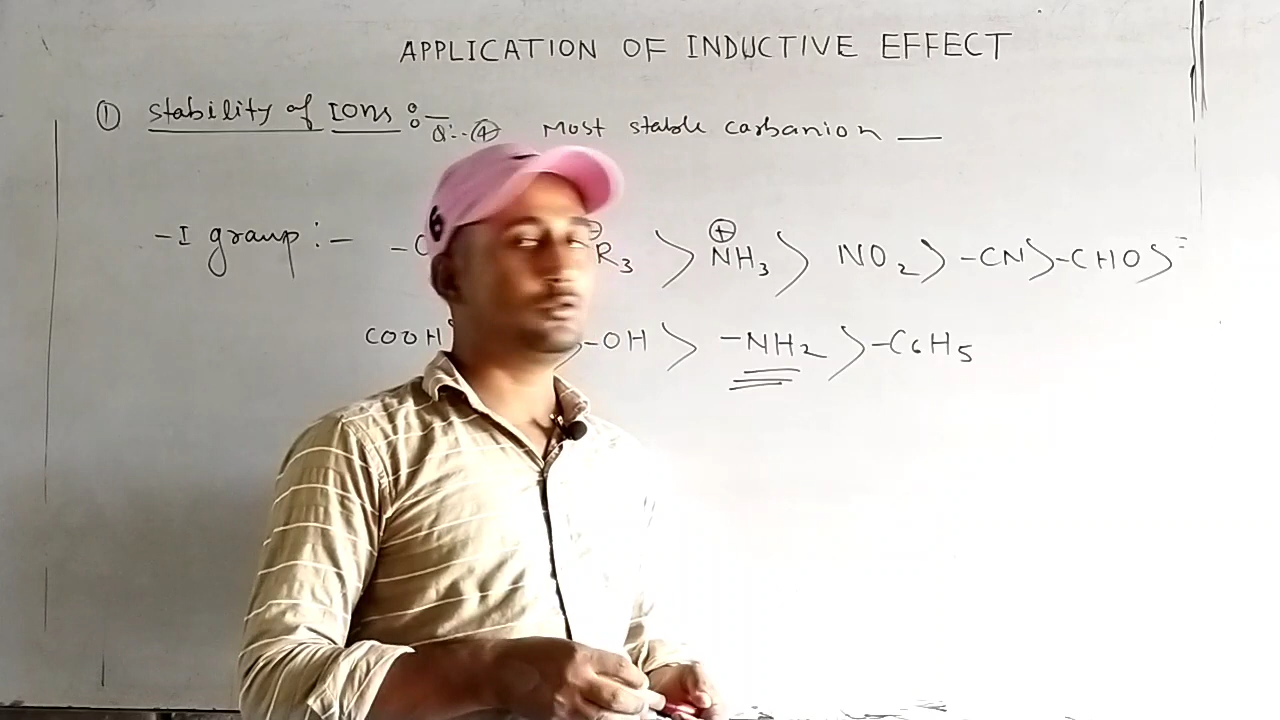 APPLICATION OF INDUCTIVE EFFECT
① Stability of Ions :- Q:-④ Most stable carbanion —
-I group :- R₃ > ⊕NH₃ > NO₂ > -CN > -CHO >
COOH -OH > -NH₂ > -C₆H₅
6